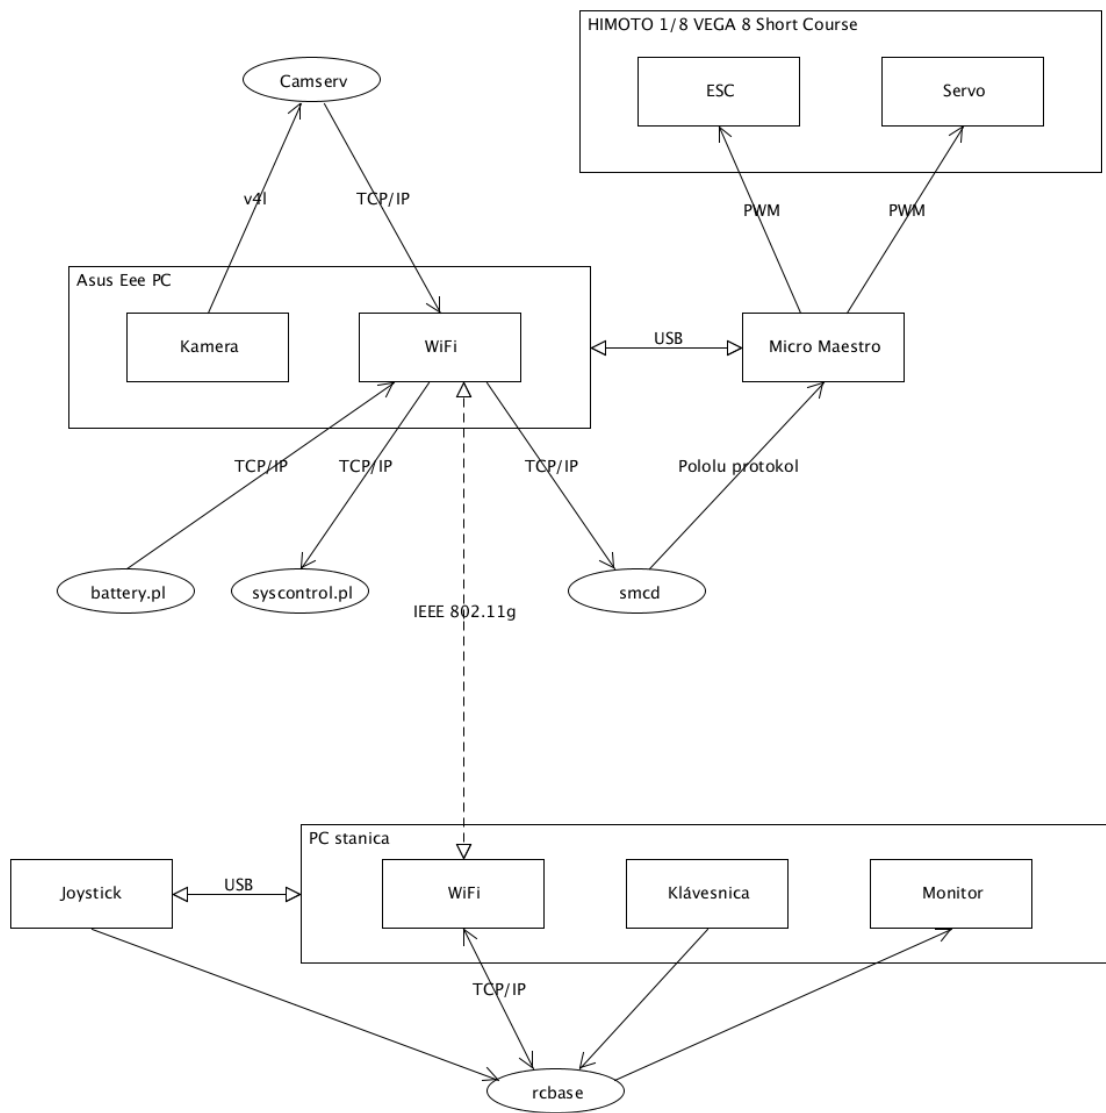 HIMOTO 1/8 VEGA 8 Short Course
Camserv
ESC
Servo
v4l
TCP/IP
PWM
PWM
Asus Eee PC
Kamera
WiFi
USB
Micro Maestro
TCP/IP
TCP/IP
TCP/IP
Pololu protokol
battery.pl
syscontrol.pl
smcd
IEEE 802.11g
PC stanica
Joystick
USB
WiFi
Klávesnica
Monitor
TCP/IP
rcbase